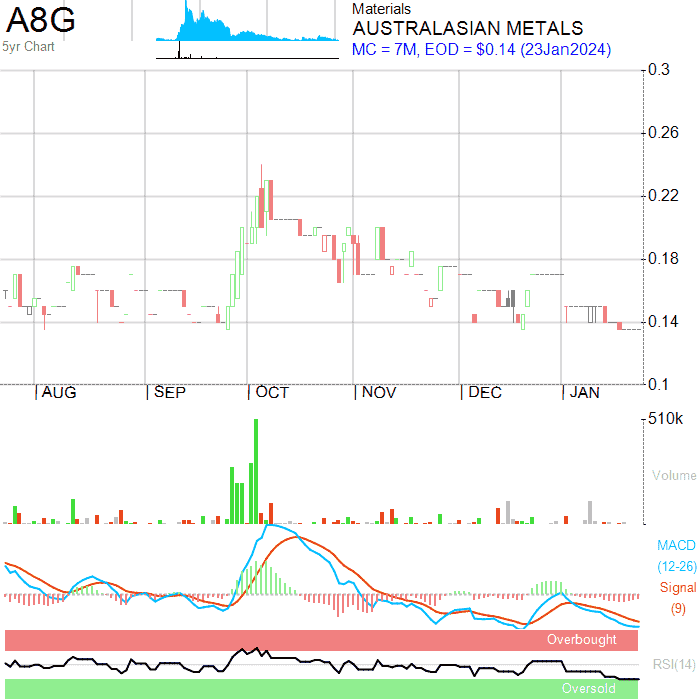 A8G
5yr Chart
Materials
AUSTRALASIAN METALS
MC = 7M, EOD = $0.14 (23Jan2024)
0.3
0.26
0.22
0.18
0.14
0.1
AUG SEP OCT NOV DEC JAN
510k
Volume
MACD
(12-26)
Signal
(9)
Overbought
RSI(14)
Oversold